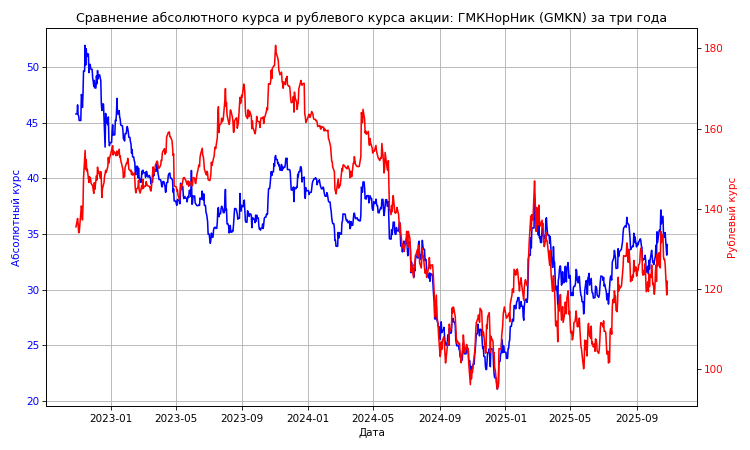 Сравнение абсолютного курса и рублевого курса акции: ГМКНорНик (GMKN) за три года
Абсолютный курс
50
45
40
35
30
25
20
180
160
140
120
100
Рублевый курс
2023-01 2023-05 2023-09 2024-01 2024-05 2024-09 2025-01 2025-05 2025-09
Дата